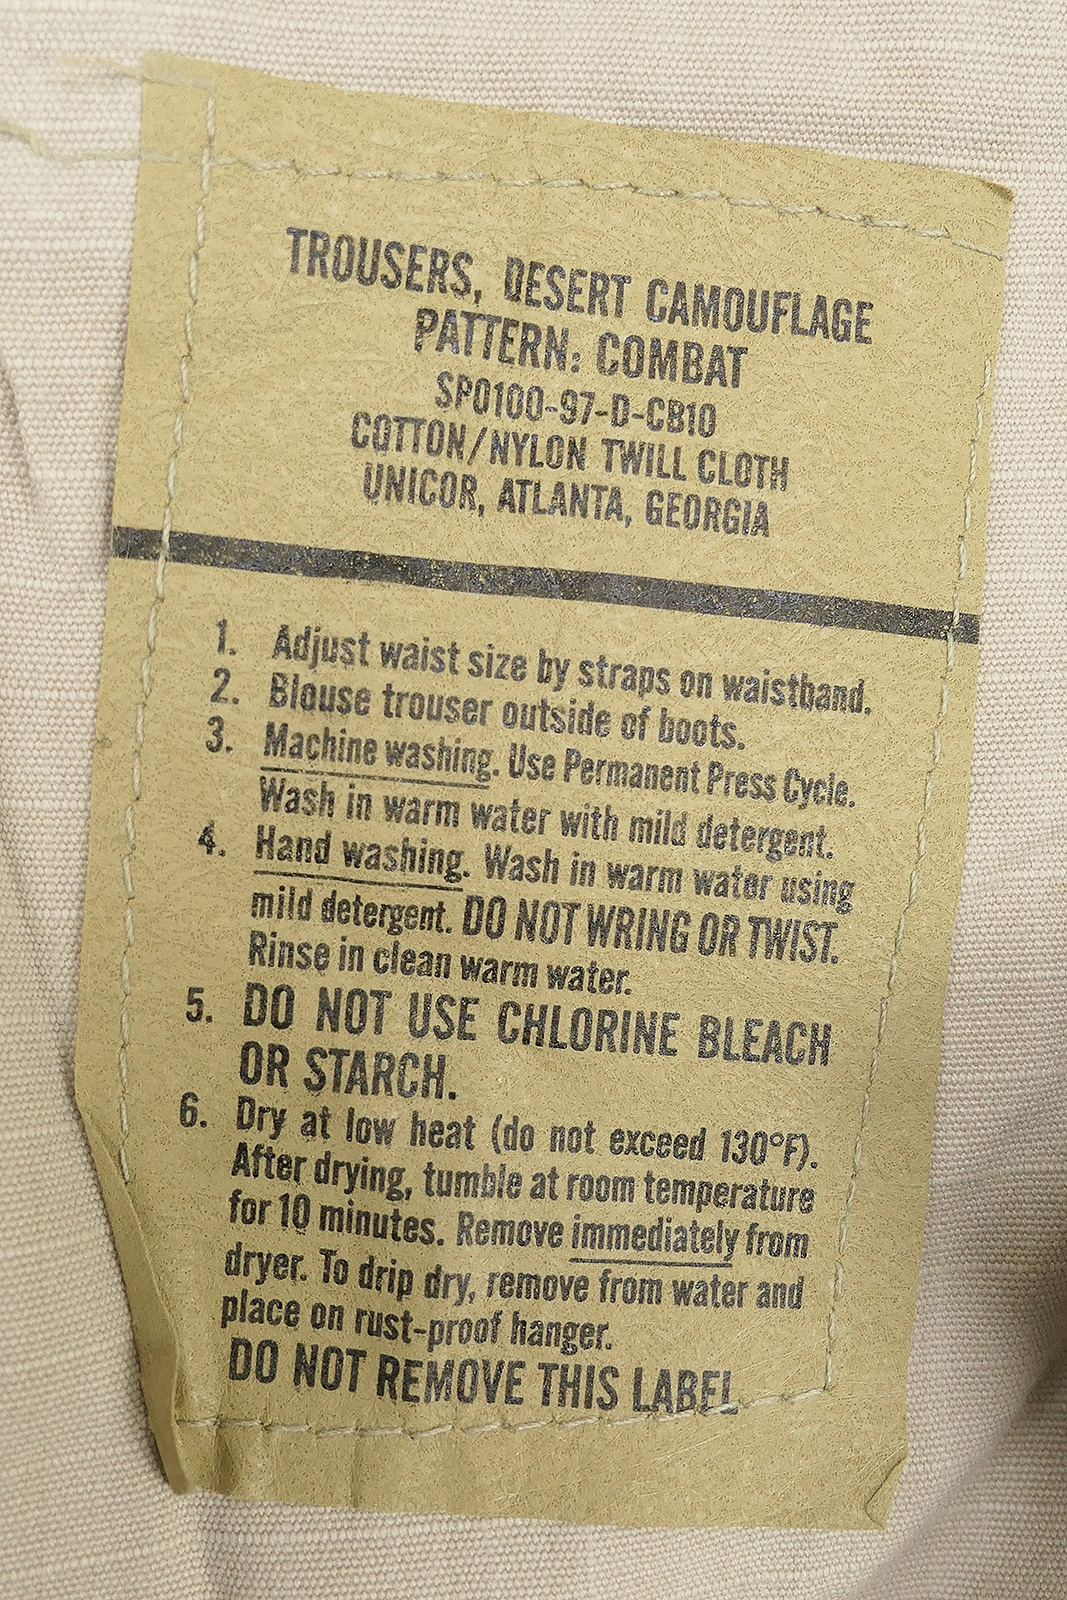 TROUSERS, DESERT CAMOUFLAGE
PATTERN: COMBAT
SP0100-97-D-CB10
COTTON/NYLON TWILL CLOTH
UNICOR, ATLANTA, GEORGIA
1. Adjust waist size by straps on waistband.
2. Blouse trouser outside of boots.
3. Machine washing. Use Permanent Press Cycle.
Wash in warm water with mild detergent.
4. Hand washing. Wash in warm water using
mild detergent. DO NOT WRING OR TWIST.
Rinse in clean warm water.
5. DO NOT USE CHLORINE BLEACH
OR STARCH.
6. Dry at low heat (do not exceed 130°F).
After drying, tumble at room temperature
for 10 minutes. Remove immediately from
dryer. To drip dry, remove from water and
place on rust-proof hanger.
DO NOT REMOVE THIS LABEL